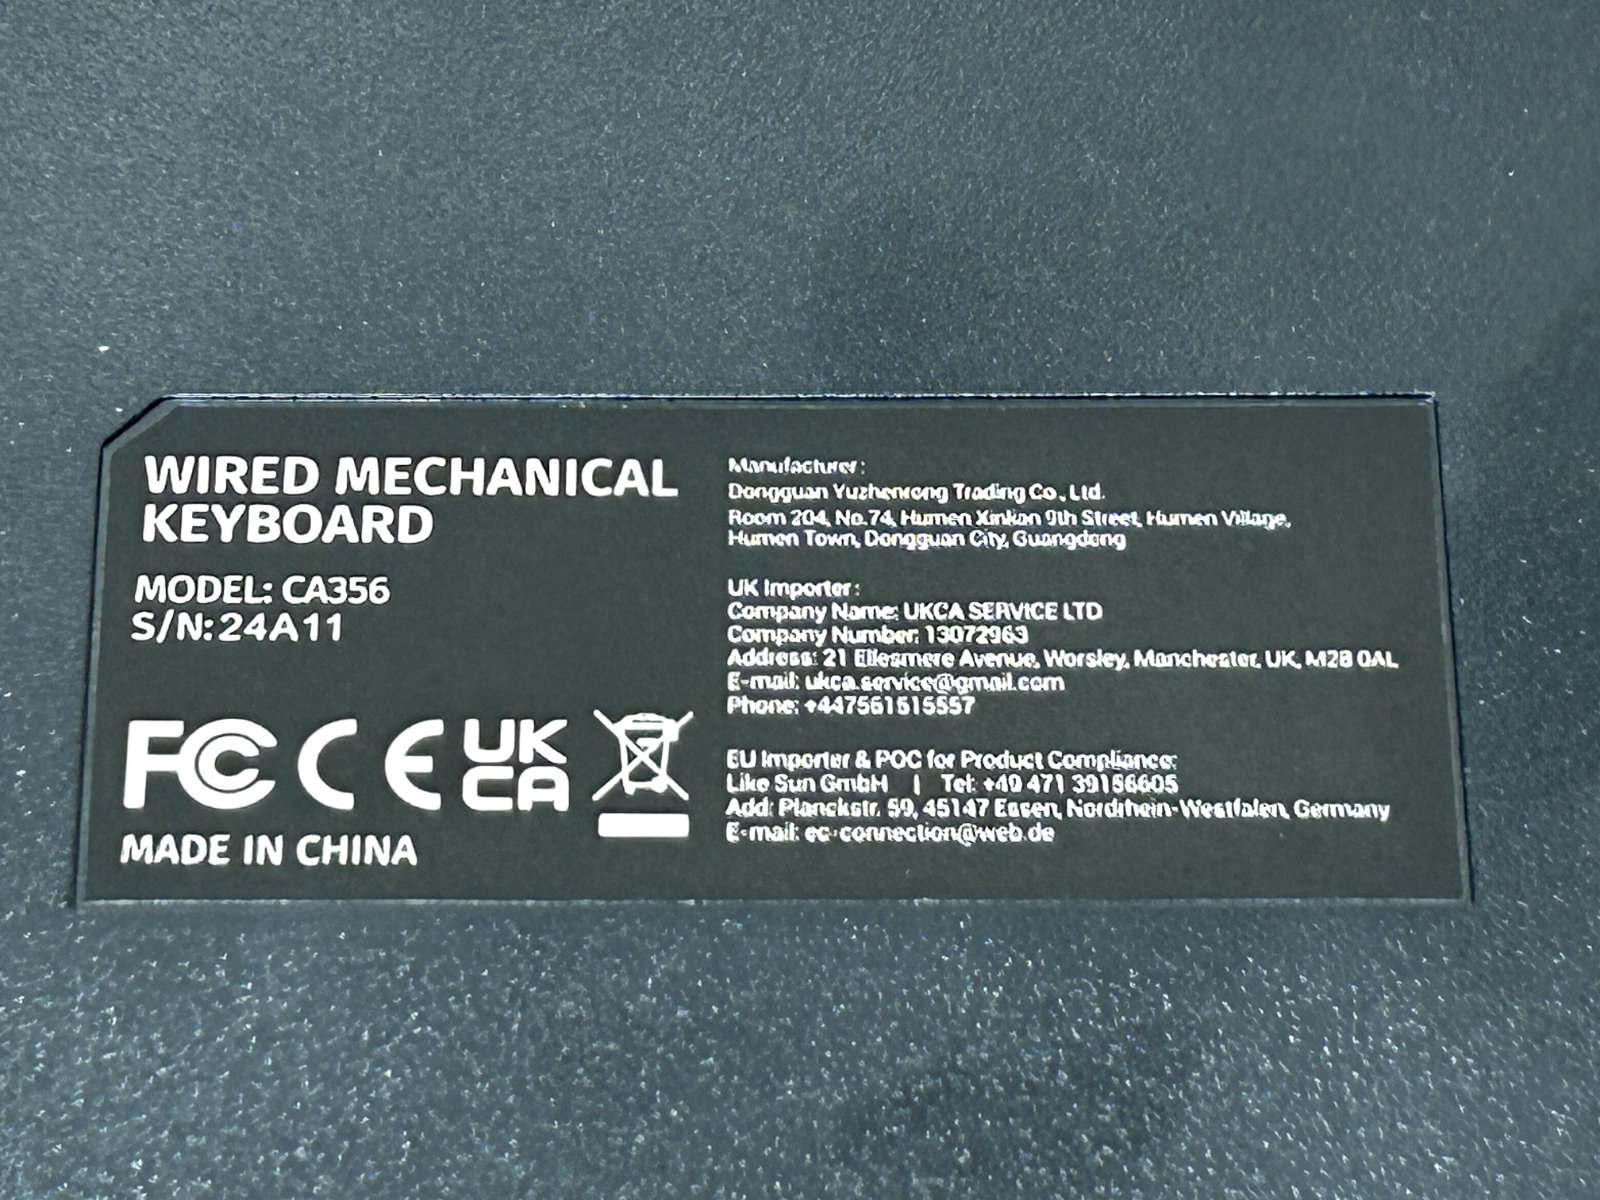 WIRED MECHANICAL
KEYBOARD
MODEL: CA356
S/N:24A11
FC CE UK
CA
MADE IN CHINA
Manufacturer:
Dongguan Yuzhenrong Trading Co., Ltd.
Room 204, No.74, Humen Xinlian 9th Street, Humen Village,
Humen Town, Dongguan City, Guangdong
UK Importer:
Company Name: UKCA SERVICE LTD
Company Number: 13072963
Address: 21 Ellesmere Avenue, Worsley, Manchester, UK, M28 0AL
E-mail: ukca.service@gmail.com
Phone: +447561515557
EU Importer & POC for Product Compliance:
Like Sun GmbH | Tel: +49 471 39156605
Add: Planckstr. 59, 45147 Essen, Nordrhein-Westfalen, Germany
E-mail: ec-connection@web.de